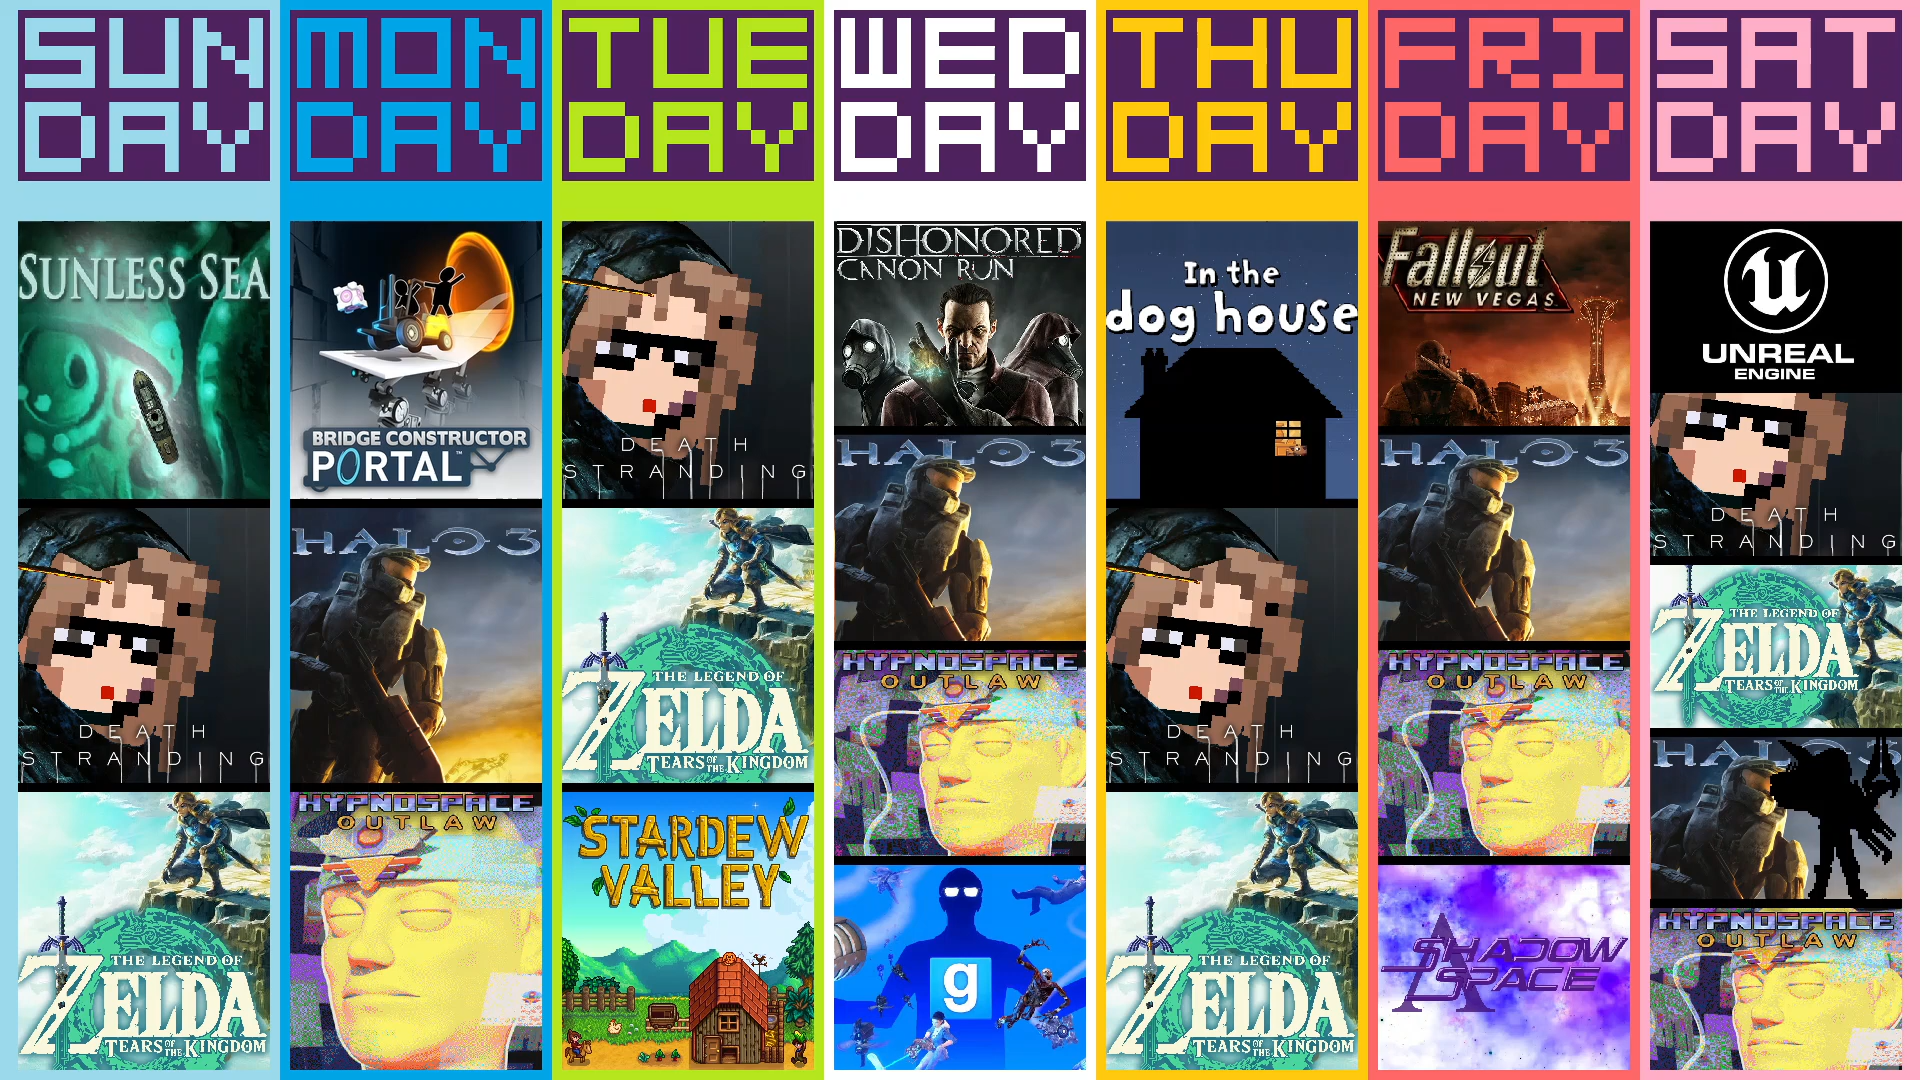 SUN
DAY
SUNLESS SEA
DEATH
STRANDING
THE LEGEND OF
ZELDA
TEARS OF THE KINGDOM
MON
DAY
BRIDGE CONSTRUCTOR
PORTAL™
HALO 3
HYPNOSPACE
OUTLAW
TUE
DAY
DEATH
STRANDING
THE LEGEND OF
ZELDA
TEARS OF THE KINGDOM
STARDEW
VALLEY
WED
DAY
DISHONORED
CANON RUN
HALO 3
HYPNOSPACE
OUTLAW
g
THU
DAY
In the
dog house
DEATH
STRANDING
THE LEGEND OF
ZELDA
TEARS OF THE KINGDOM
FRI
DAY
Fallout
NEW VEGAS
HALO 3
HYPNOSPACE
OUTLAW
A
SHADOW
SPACE
SAT
DAY
UNREAL
ENGINE
DEATH
STRANDING
THE LEGEND OF
ZELDA
TEARS OF THE KINGDOM
HALO 3
HYPNOSPACE
OUTLAW